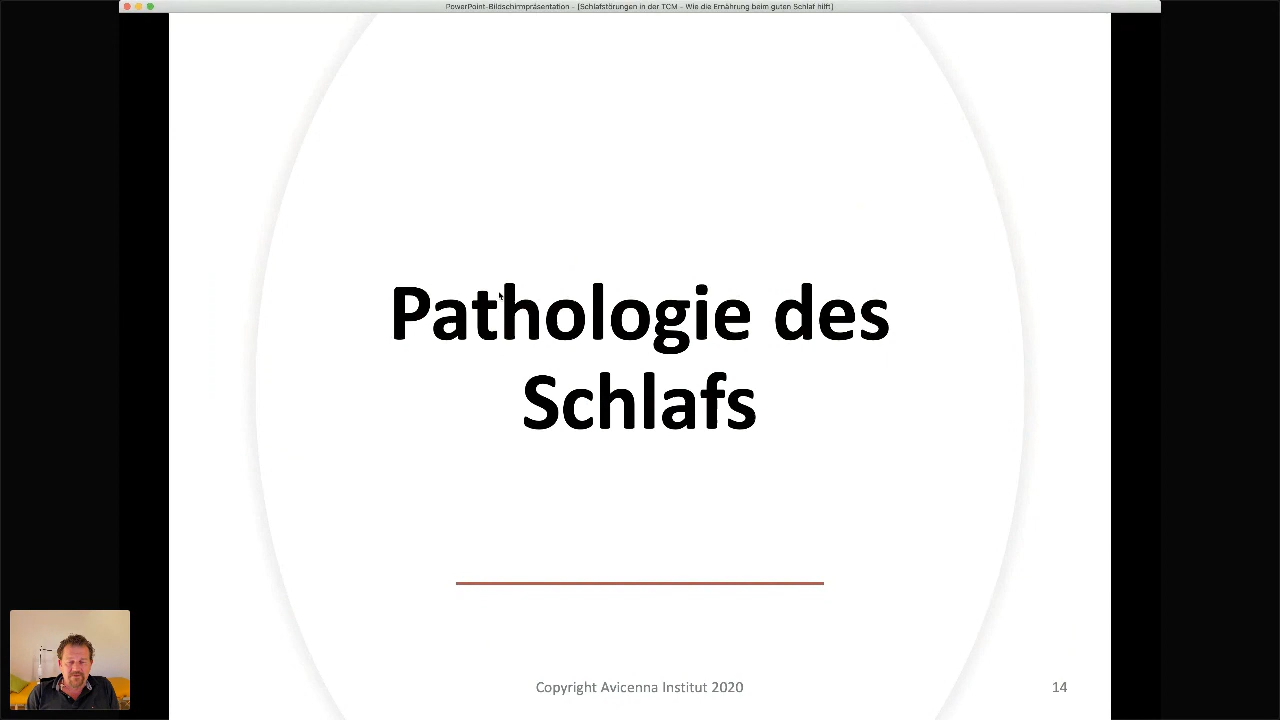 PowerPoint-Bildschirmpräsentation - [Schlafstörungen in der TCM - Wie die Ernährung beim guten Schlaf hilft]
Pathologie des
Schlafs
Copyright Avicenna Institut 2020
14